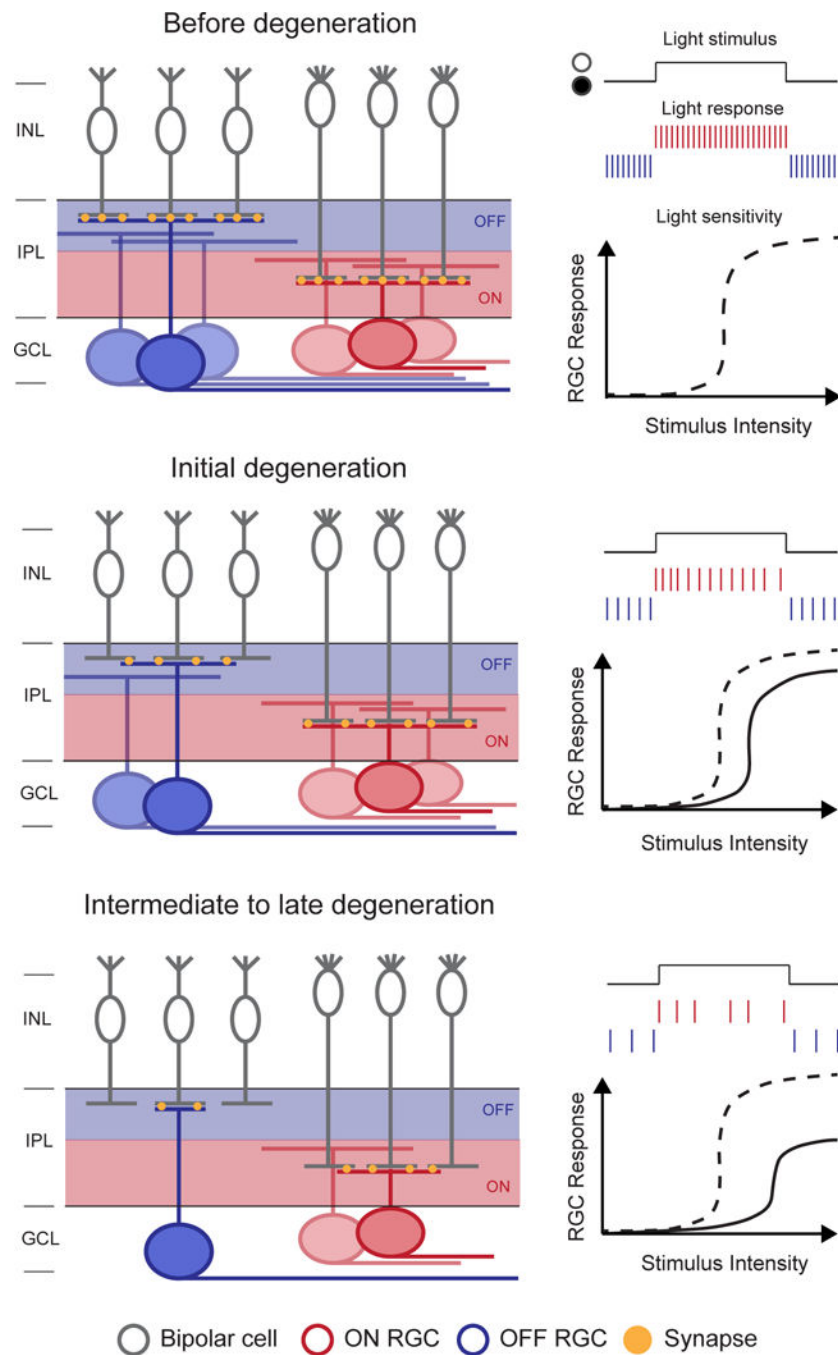 Before degeneration
Light stimulus
INL
Light response
OFF
Light sensitivity
IPL
ON
GCL
RGC Response
Stimulus Intensity
Initial degeneration
INL
OFF
IPL
ON
GCL
RGC Response
Stimulus Intensity
Intermediate to late degeneration
INL
OFF
IPL
ON
GCL
RGC Response
Stimulus Intensity
Bipolar cell ON RGC OFF RGC Synapse